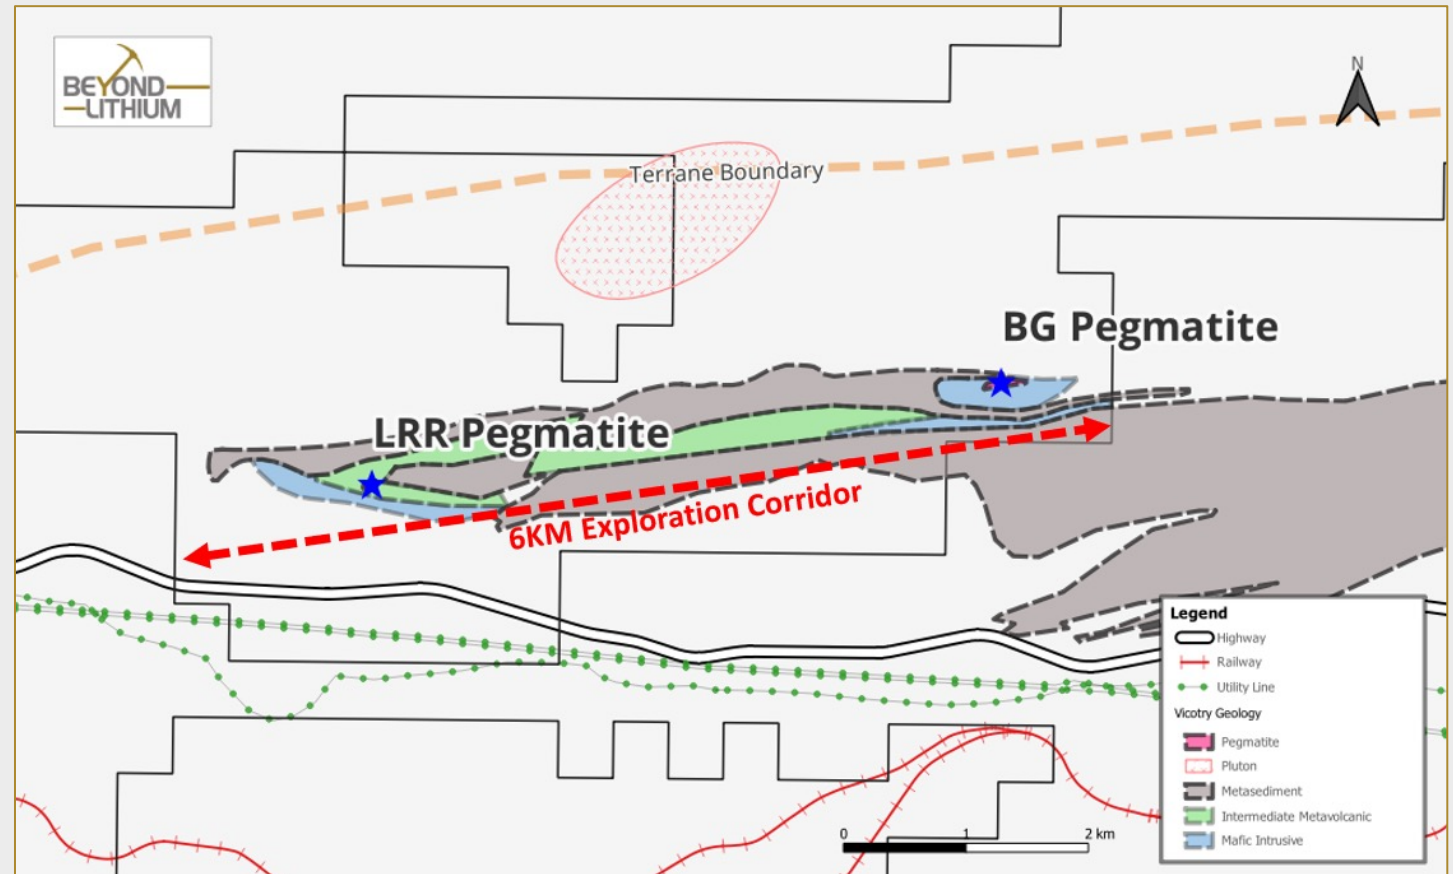 BEYOND
LITHIUM
N
Terrane Boundary
BG Pegmatite
LRR Pegmatite
6KM Exploration Corridor
Legend
Highway
Railway
Utility Line
Vicotry Geology
Pegmatite
Pluton
Metasediment
Intermediate Metavolcanic
Mafic Intrusive
0 1 2 km